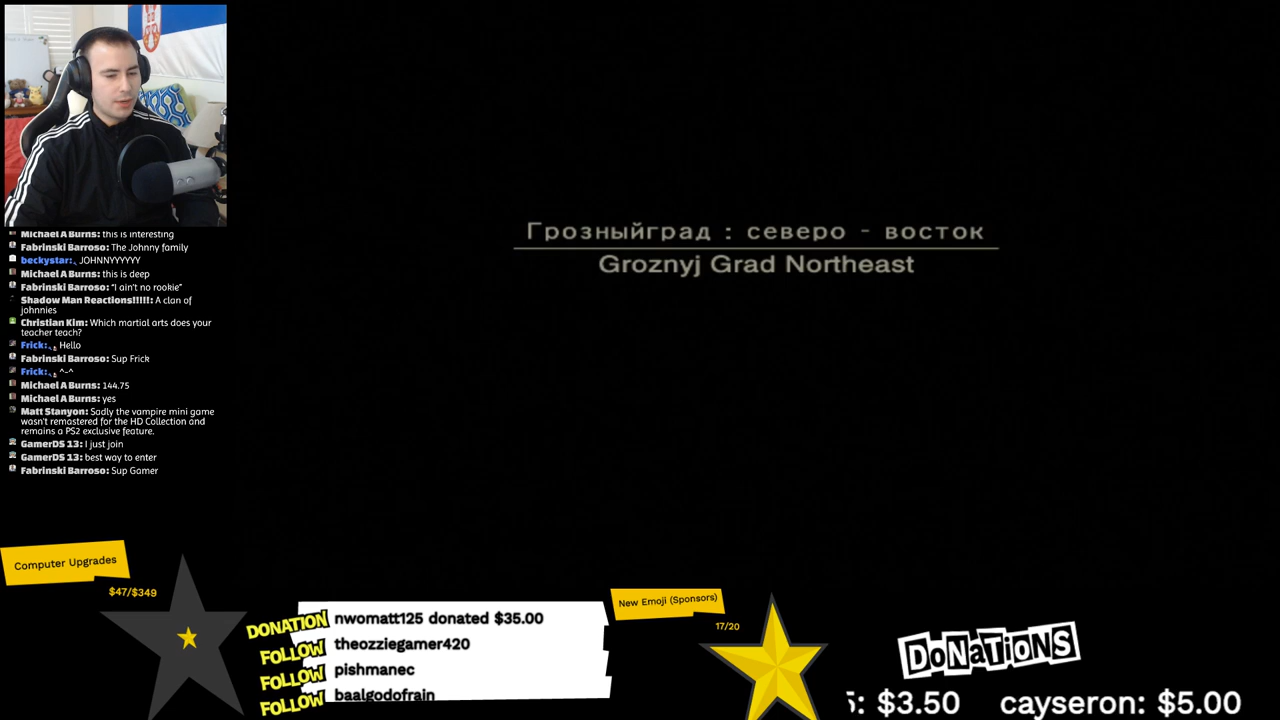 Michael A Burns: this is interesting
Fabrinski Barroso: The Johnny family
beckystar: JOHNNYYYYYY
Michael A Burns: this is deep
Fabrinski Barroso: "I ain't no rookie"
Shadow Man Reactions!!!!!: A clan of
johnnies
Christian Kim: Which martial arts does your
teacher teach?
Frick: Hello
Fabrinski Barroso: Sup Frick
Frick: ^-^
Michael A Burns: 144.75
Michael A Burns: yes
Matt Stanyon: Sadly the vampire mini game
wasn't remastered for the HD Collection and
remains a PS2 exclusive feature.
GamerDS 13: I just join
GamerDS 13: best way to enter
Fabrinski Barroso: Sup Gamer
Грозныйград : северо - восток
Groznyj Grad Northeast
Computer Upgrades
$47/$349
DONATION nwomatt125 donated $35.00
FOLLOW theozziegamer420
FOLLOW pishmanec
FOLLOW baalgodofrain
New Emoji (Sponsors)
17/20
DONATIONS
: $3.50 cayseron: $5.00